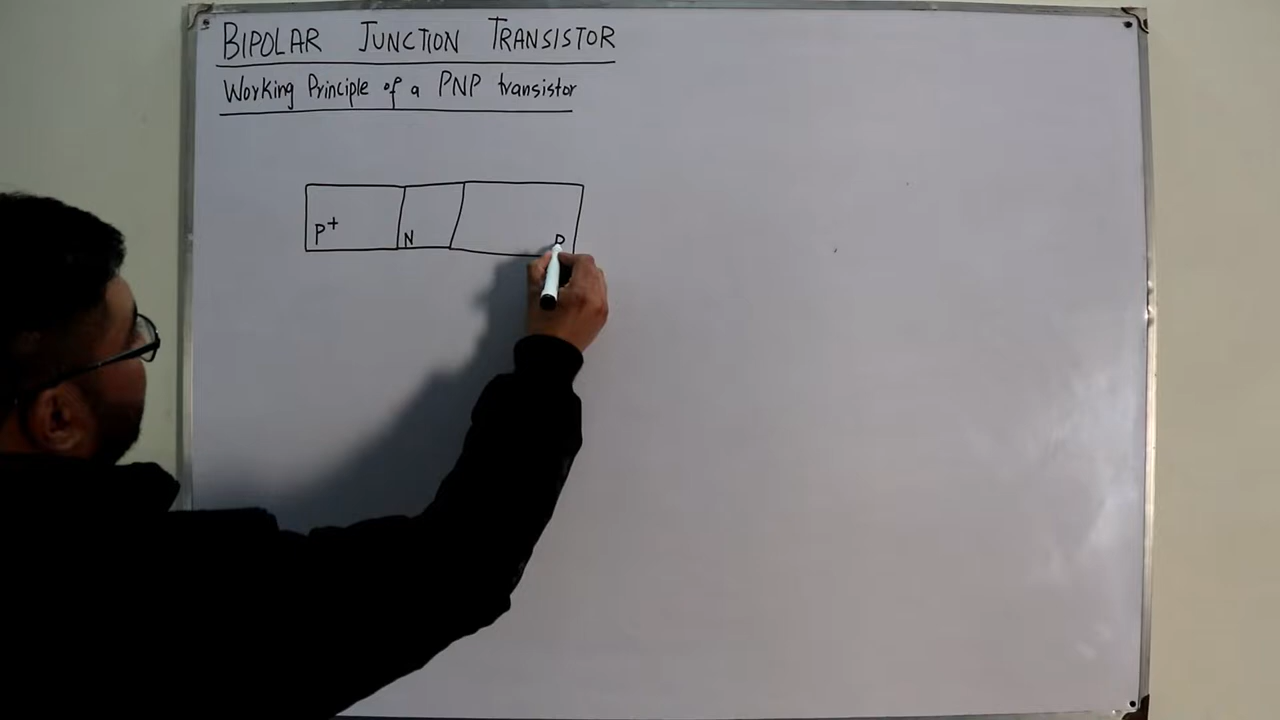 BIPOLAR JUNCTION TRANSISTOR
Working Principle of a PNP transistor
P+ N P